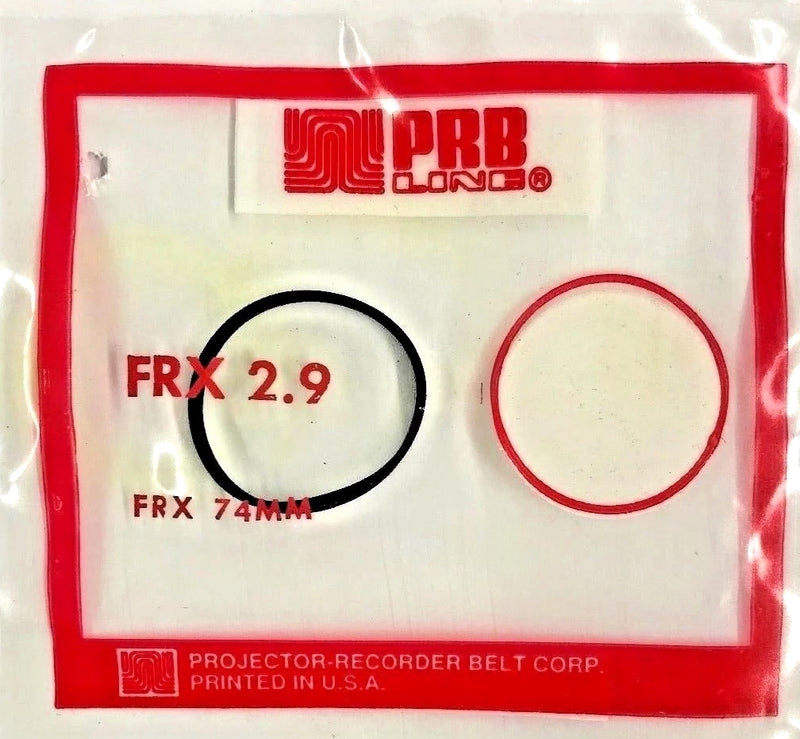 PRB
LINE®
FRX 2.9
FRX 74MM
PROJECTOR-RECORDER BELT CORP.
PRINTED IN U.S.A.